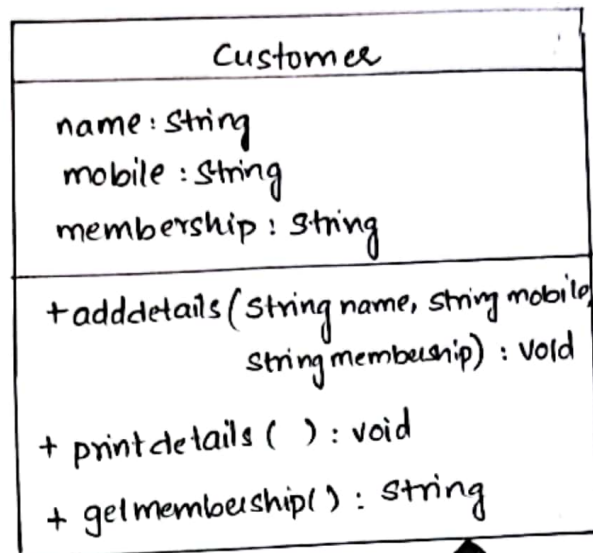 Customer
name : String
mobile : String
membership : String
+ adddetails (String name, String mobile,
String membership) : void
+ printdetails ( ) : void
+ getmembership( ) : String